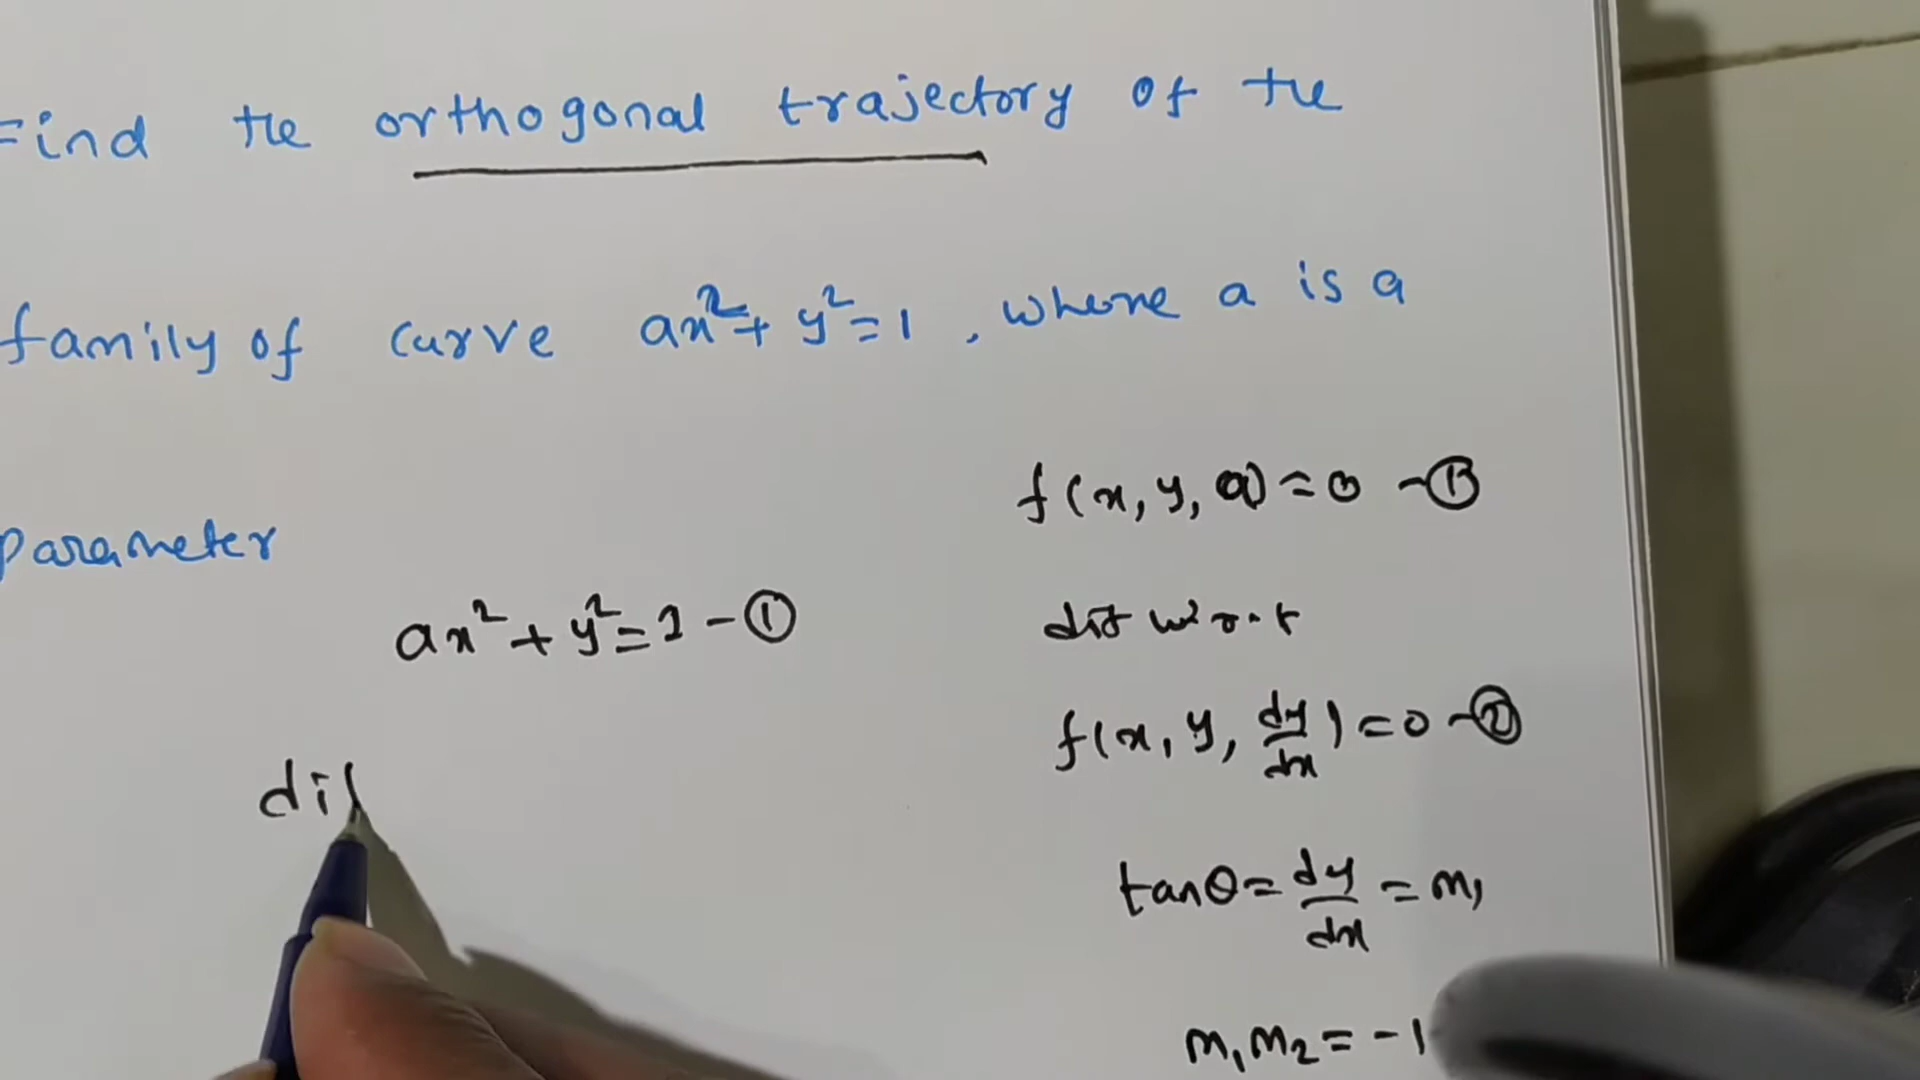 Find the orthogonal trajectory of the
family of curve ax²+ y²=1, where a is a
parameter
ax²+y²=1 - ①
dif
f(x, y, a)=0 - ①
dif w.r.t
f(x, y, dy/dx)=0 - ②
tanθ= dy/dx = m₁
m₁m₂= -1